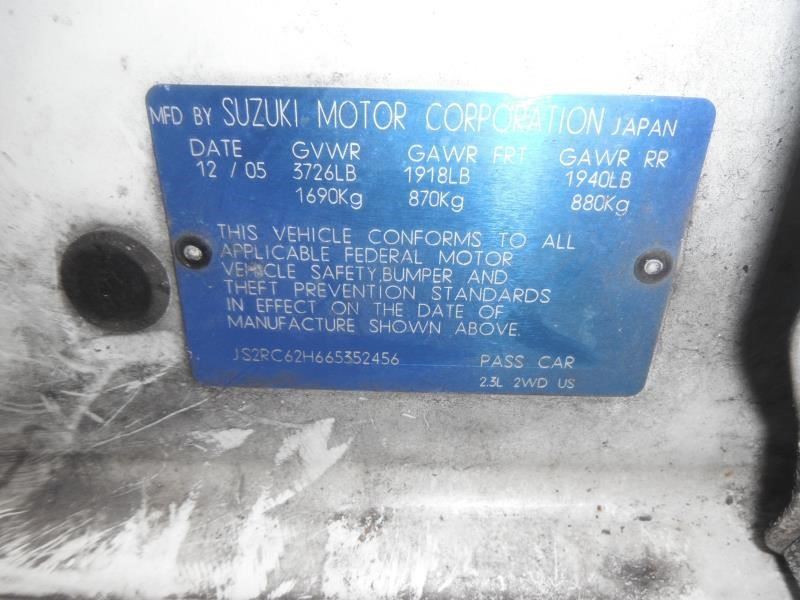 MFD BY SUZUKI MOTOR CORPORATION JAPAN
DATE GVWR GAWR FRT GAWR RR
12 / 05 3726LB 1918LB 1940LB
1690Kg 870Kg 880Kg
THIS VEHICLE CONFORMS TO ALL
APPLICABLE FEDERAL MOTOR
VEHICLE SAFETY,BUMPER AND
THEFT PREVENTION STANDARDS
IN EFFECT ON THE DATE OF
MANUFACTURE SHOWN ABOVE.
JS2RC62H665352456 PASS CAR
2.3L 2WD US